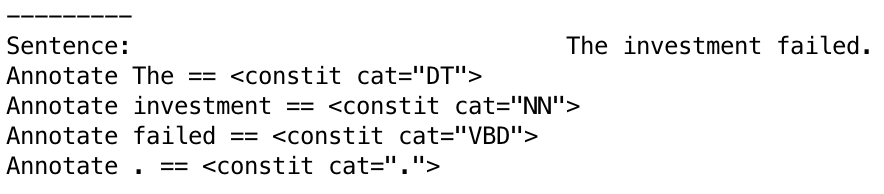 ---------
Sentence:                               The investment failed.
Annotate The == <constit cat="DT">
Annotate investment == <constit cat="NN">
Annotate failed == <constit cat="VBD">
Annotate . == <constit cat=".">